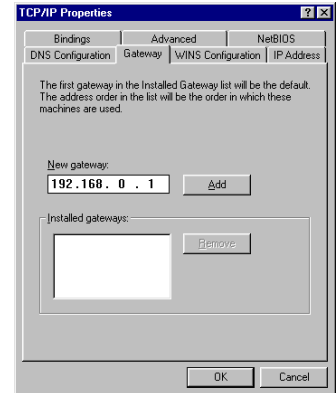 TCP/IP Properties
Bindings Advanced NetBIOS
DNS Configuration Gateway WINS Configuration IP Address
The first gateway in the Installed Gateway list will be the default.
The address order in the list will be the order in which these
machines are used.
New gateway:
192.168. 0 . 1 Add
Installed gateways:
Remove
OK Cancel